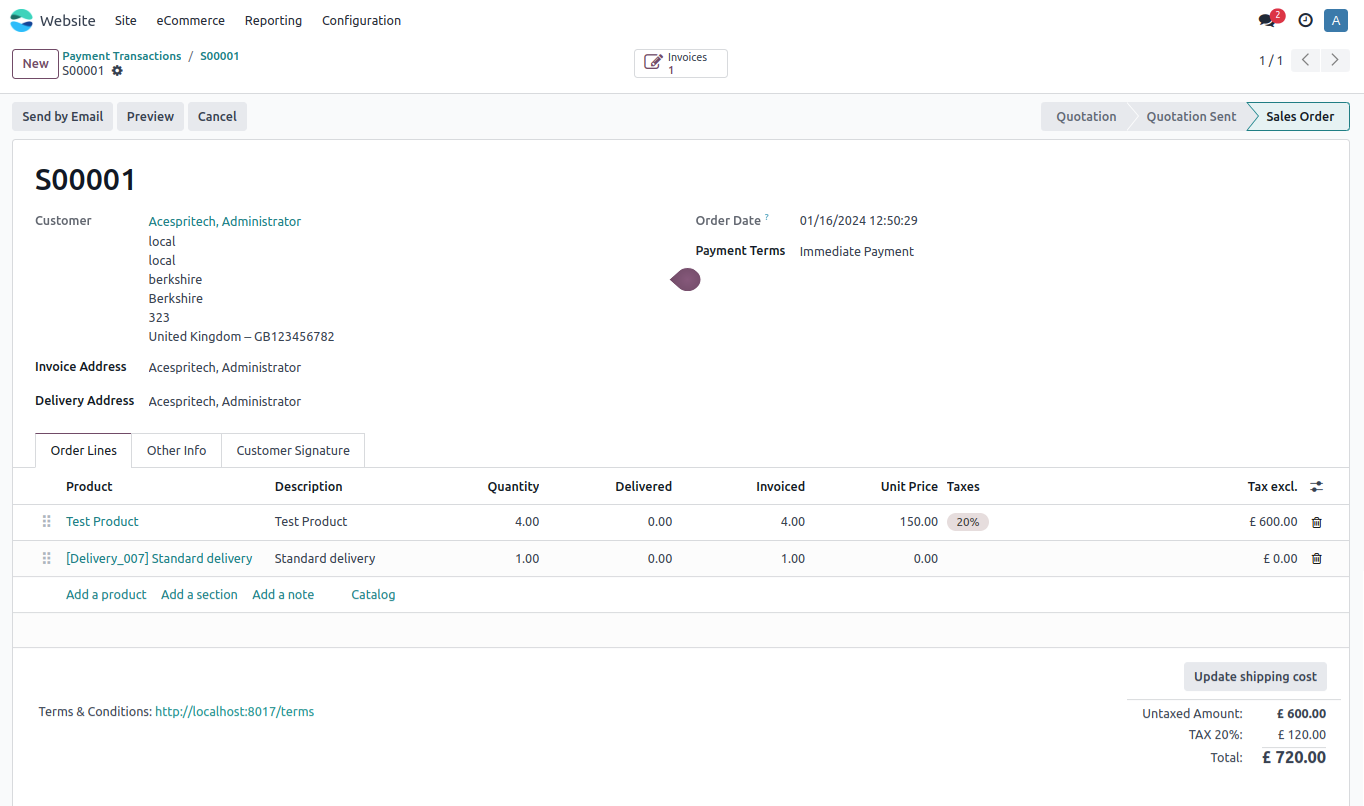 Website Site eCommerce Reporting Configuration 2 A
New Payment Transactions / S00001 Invoices 1 / 1
S00001 1
Send by Email Preview Cancel Quotation Quotation Sent Sales Order
S00001
Customer Acespritech, Administrator Order Date ? 01/16/2024 12:50:29
local
local Payment Terms Immediate Payment
berkshire
Berkshire
323
United Kingdom – GB123456782
Invoice Address Acespritech, Administrator
Delivery Address Acespritech, Administrator
Order Lines Other Info Customer Signature
Product Description Quantity Delivered Invoiced Unit Price Taxes Tax excl.
Test Product Test Product 4.00 0.00 4.00 150.00 20% £ 600.00
[Delivery_007] Standard delivery Standard delivery 1.00 0.00 1.00 0.00 £ 0.00
Add a product Add a section Add a note Catalog
Update shipping cost
Terms & Conditions: http://localhost:8017/terms Untaxed Amount: £ 600.00
TAX 20%: £ 120.00
Total: £ 720.00